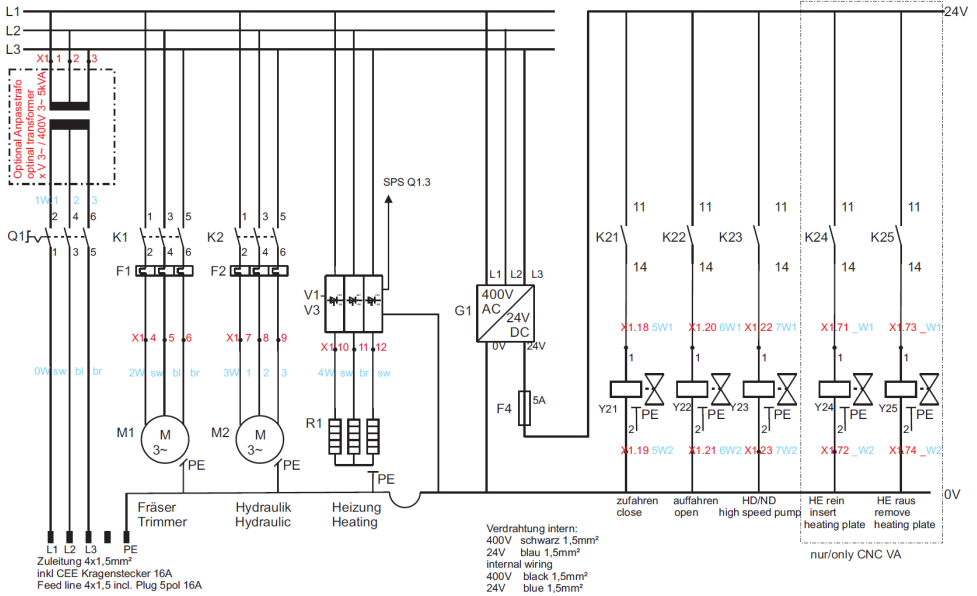 L1
24V
L2
L3
X1 1 2 3
Optional Anpasstrafo
optinal transformer
x V 3~ / 400V 3~ 5kVA
SPS Q1.3
1W 1 2 3
2 4 6
1 3 5
1 3 5
11 11 11 11 11
Q1
K1
K2
K21 K22 K23 K24 K25
1 3 5
2 4 6
2 4 6
14 14 14 14 14
F1
F2
L1 L2 L3
V1-
V3
G1
400V
AC
24V
DC
X1 4 5 6
X1 7 8 9
X1 10 11 12
0V 24V
X1.18 5W1
X1.20 6W1
X1.22 7W1
X1.71 _W1
X1.73 _W1
1 1 1 1 1
0W sw bl br
2W sw bl br
3W 1 2 3
4W sw br sw
F4
5A
Y21 PE
Y22 PE
Y23 PE
Y24 PE
Y25 PE
2 2 2 2 2
M1
M
3~
PE
M2
M
3~
PE
R1
PE
X1.19 5W2
X1.21 6W2
X1.23 7W2
X1.72 _W2
X1.74 _W2
0V
Fräser
Trimmer
Hydraulik
Hydraulic
Heizung
Heating
zufahren
close
auffahren
open
HD/ND
high speed pump
HE rein
insert
heating plate
HE raus
remove
heating plate
nur/only CNC VA
L1 L2 L3 PE
Zuleitung 4x1,5mm²
inkl CEE Kragenstecker 16A
Feed line 4x1,5 incl. Plug 5pol 16A
Verdrahtung intern:
400V schwarz 1,5mm²
24V blau 1,5mm²
internal wiring
400V black 1,5mm²
24V blue 1,5mm²